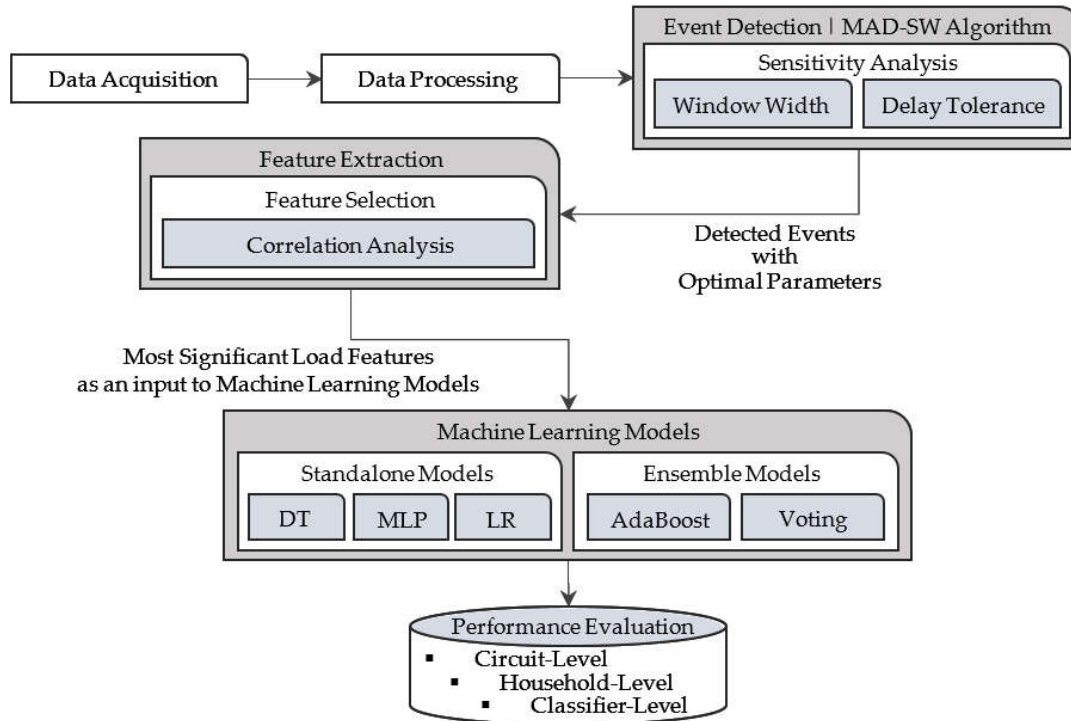 Data Acquisition
Data Processing
Event Detection | MAD-SW Algorithm
Sensitivity Analysis
Window Width
Delay Tolerance
Feature Extraction
Feature Selection
Correlation Analysis
Detected Events
with
Optimal Parameters
Most Significant Load Features
as an input to Machine Learning Models
Machine Learning Models
Standalone Models
DT
MLP
LR
Ensemble Models
AdaBoost
Voting
Performance Evaluation
▪ Circuit-Level
▪ Household-Level
▪ Classifier-Level